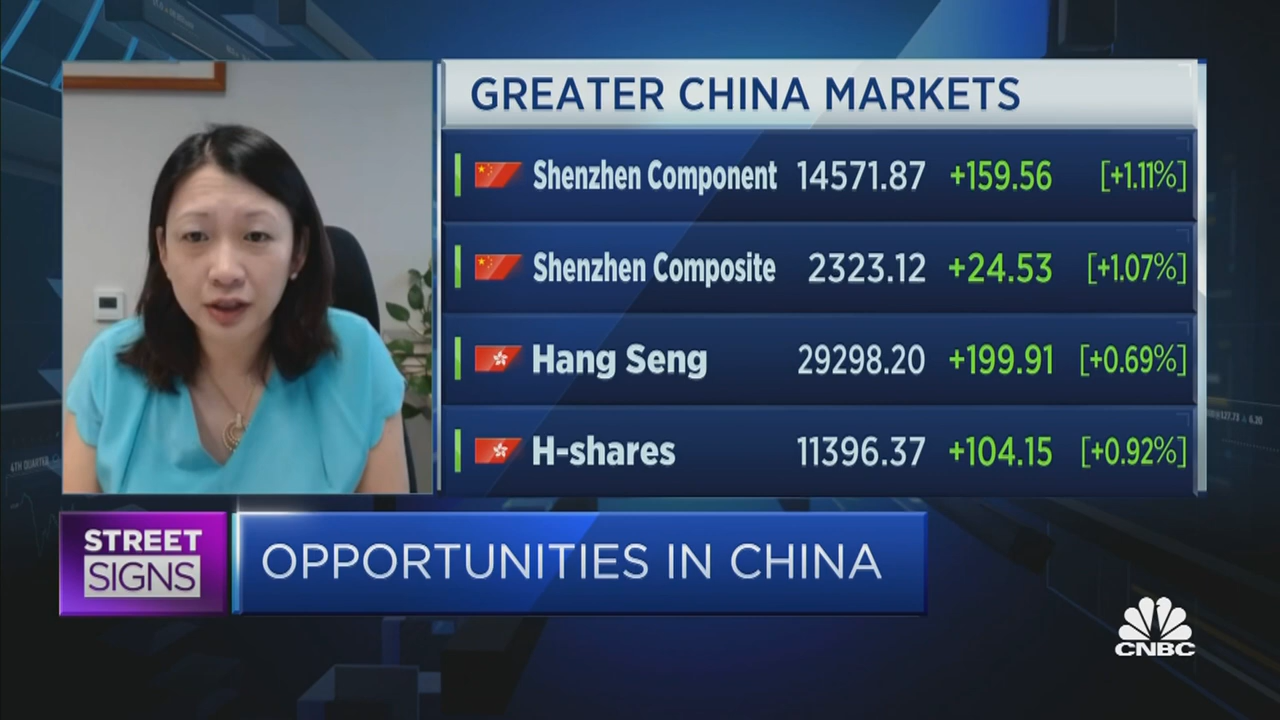 GREATER CHINA MARKETS
Shenzhen Component 14571.87 +159.56 [+1.11%]
Shenzhen Composite 2323.12 +24.53 [+1.07%]
Hang Seng 29298.20 +199.91 [+0.69%]
H-shares 11396.37 +104.15 [+0.92%]
4TH QUARTER
STREET
SIGNS
OPPORTUNITIES IN CHINA
CNBC